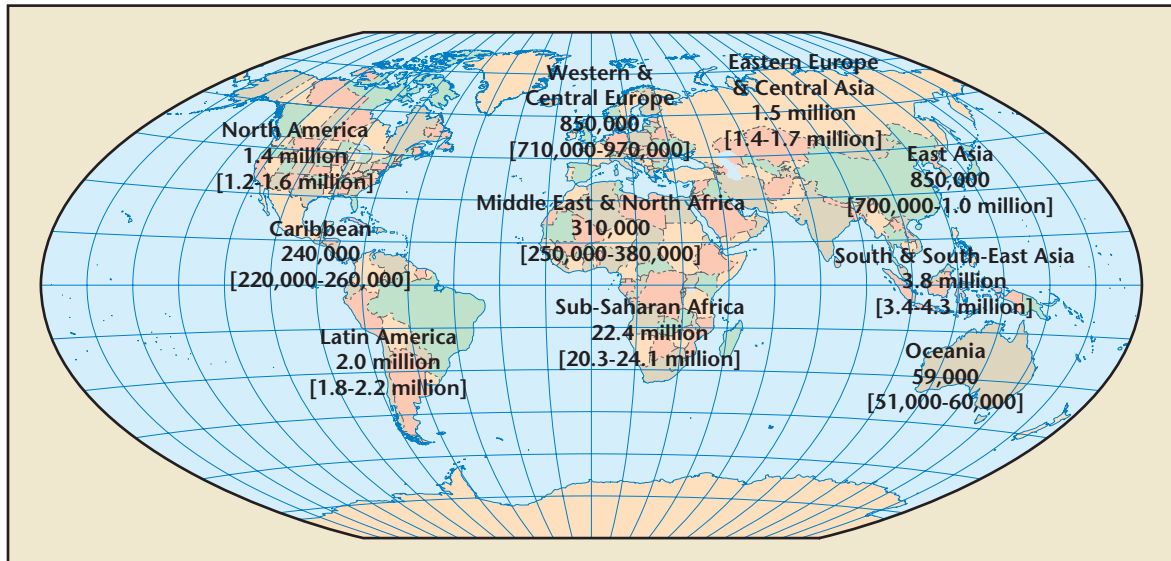 Western &
Central Europe
850,000
[710,000-970,000]
Eastern Europe
& Central Asia
1.5 million
[1.4-1.7 million]
North America
1.4 million
[1.2-1.6 million]
East Asia
850,000
[700,000-1.0 million]
Middle East & North Africa
310,000
[250,000-380,000]
Caribbean
240,000
[220,000-260,000]
South & South-East Asia
3.8 million
[3.4-4.3 million]
Sub-Saharan Africa
22.4 million
[20.3-24.1 million]
Latin America
2.0 million
[1.8-2.2 million]
Oceania
59,000
[51,000-60,000]